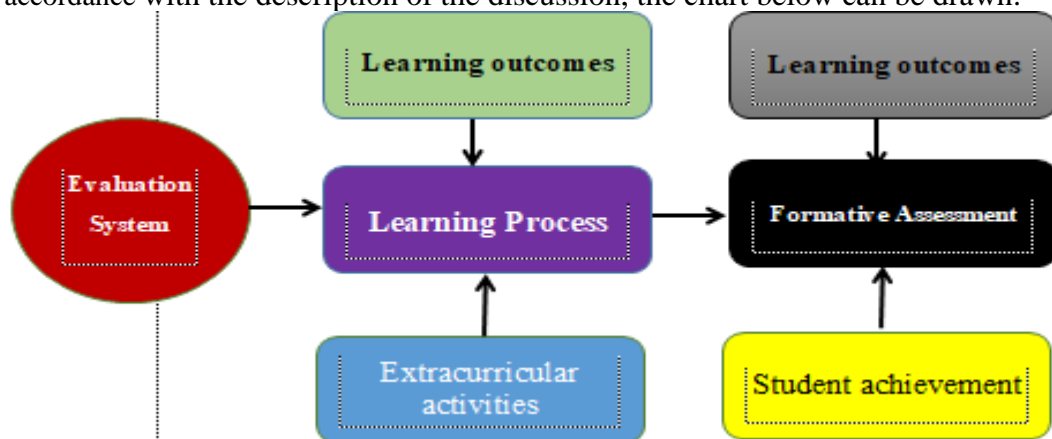 accordance with the description of the discussion, the chart below can be drawn.
Learning outcomes
Learning outcomes
Evaluation
System
Learning Process
Formative Assessment
Extracurricular
activities
Student achievement